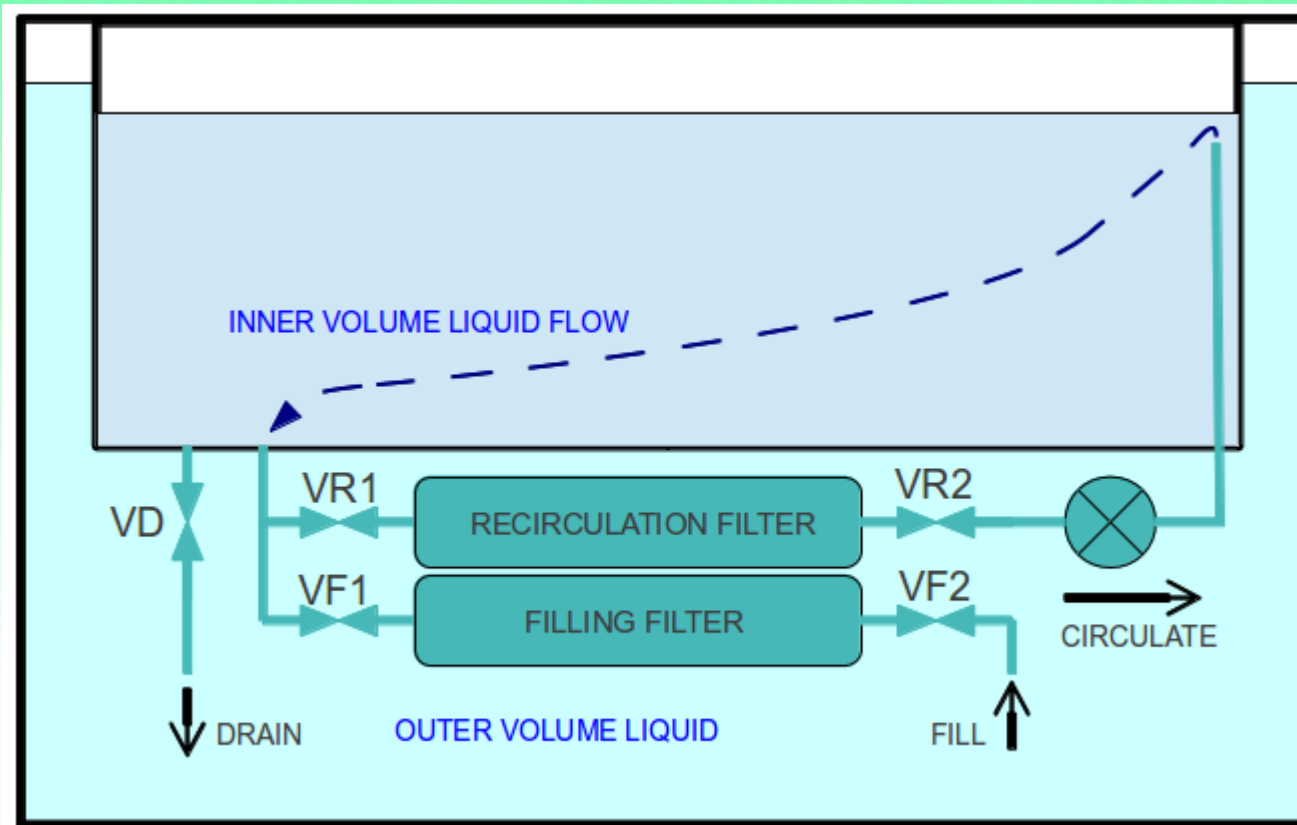 INNER VOLUME LIQUID FLOW
VR1
VR2
VD
RECIRCULATION FILTER
VF1
VF2
FILLING FILTER
CIRCULATE
DRAIN
OUTER VOLUME LIQUID
FILL